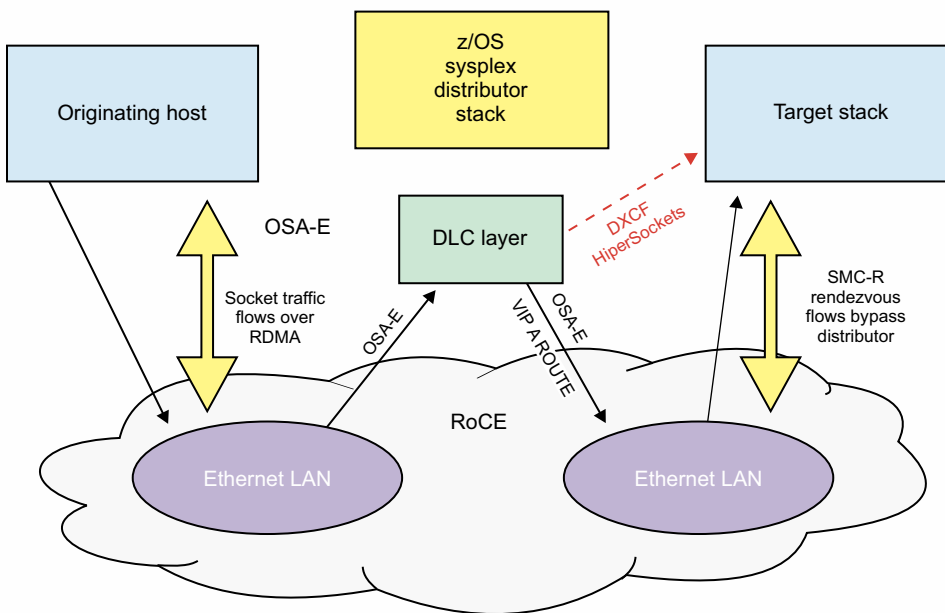 z/OS
sysplex
distributor
stack
Originating host
Target stack
OSA-E
DLC layer
DXCF
HiperSockets
Socket traffic
flows over
RDMA
OSA-E
OSA-E
VIP A ROUTE
SMC-R
rendezvous
flows bypass
distributor
RoCE
Ethernet LAN
Ethernet LAN